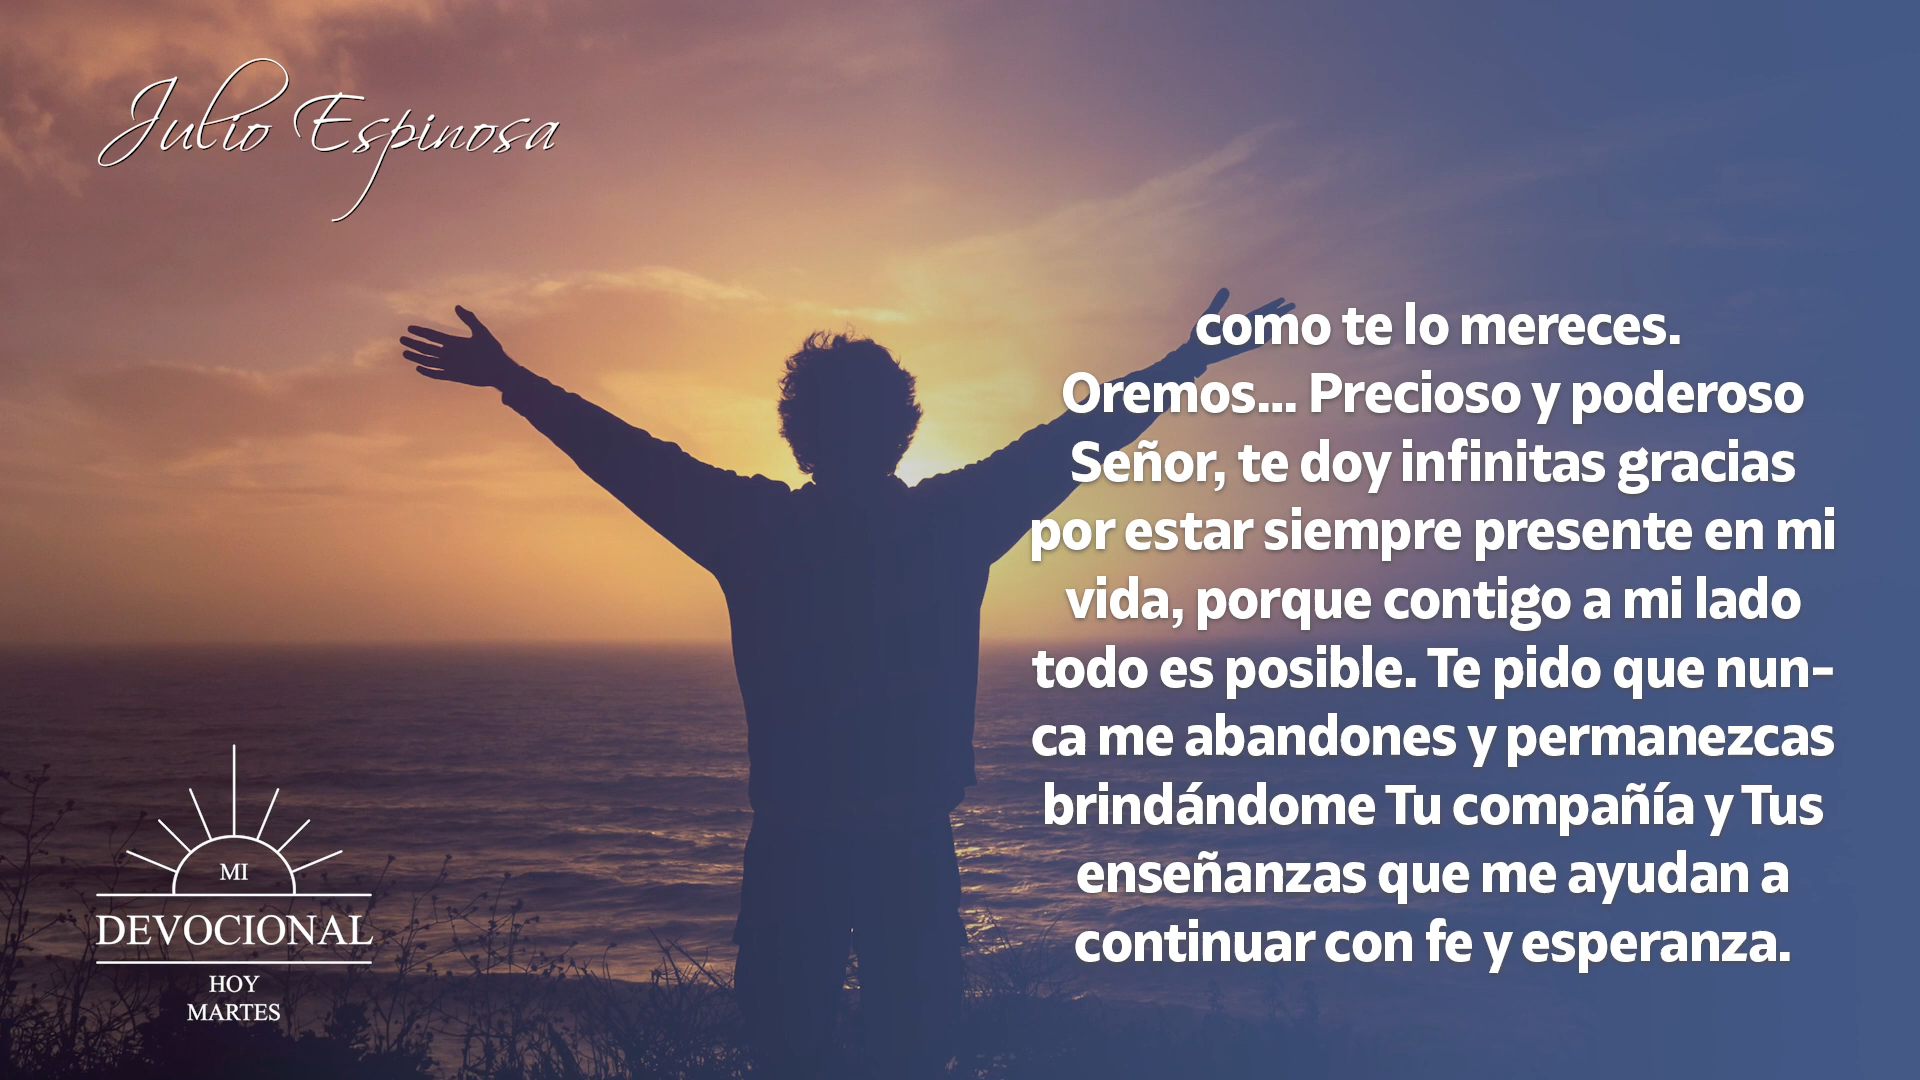 Julio Espinosa
como te lo mereces.
Oremos... Precioso y poderoso
Señor, te doy infinitas gracias
por estar siempre presente en mi
vida, porque contigo a mi lado
todo es posible. Te pido que nun-
ca me abandones y permanezcas
brindándome Tu compañía y Tus
enseñanzas que me ayudan a
continuar con fe y esperanza.
MI
DEVOCIONAL
HOY
MARTES